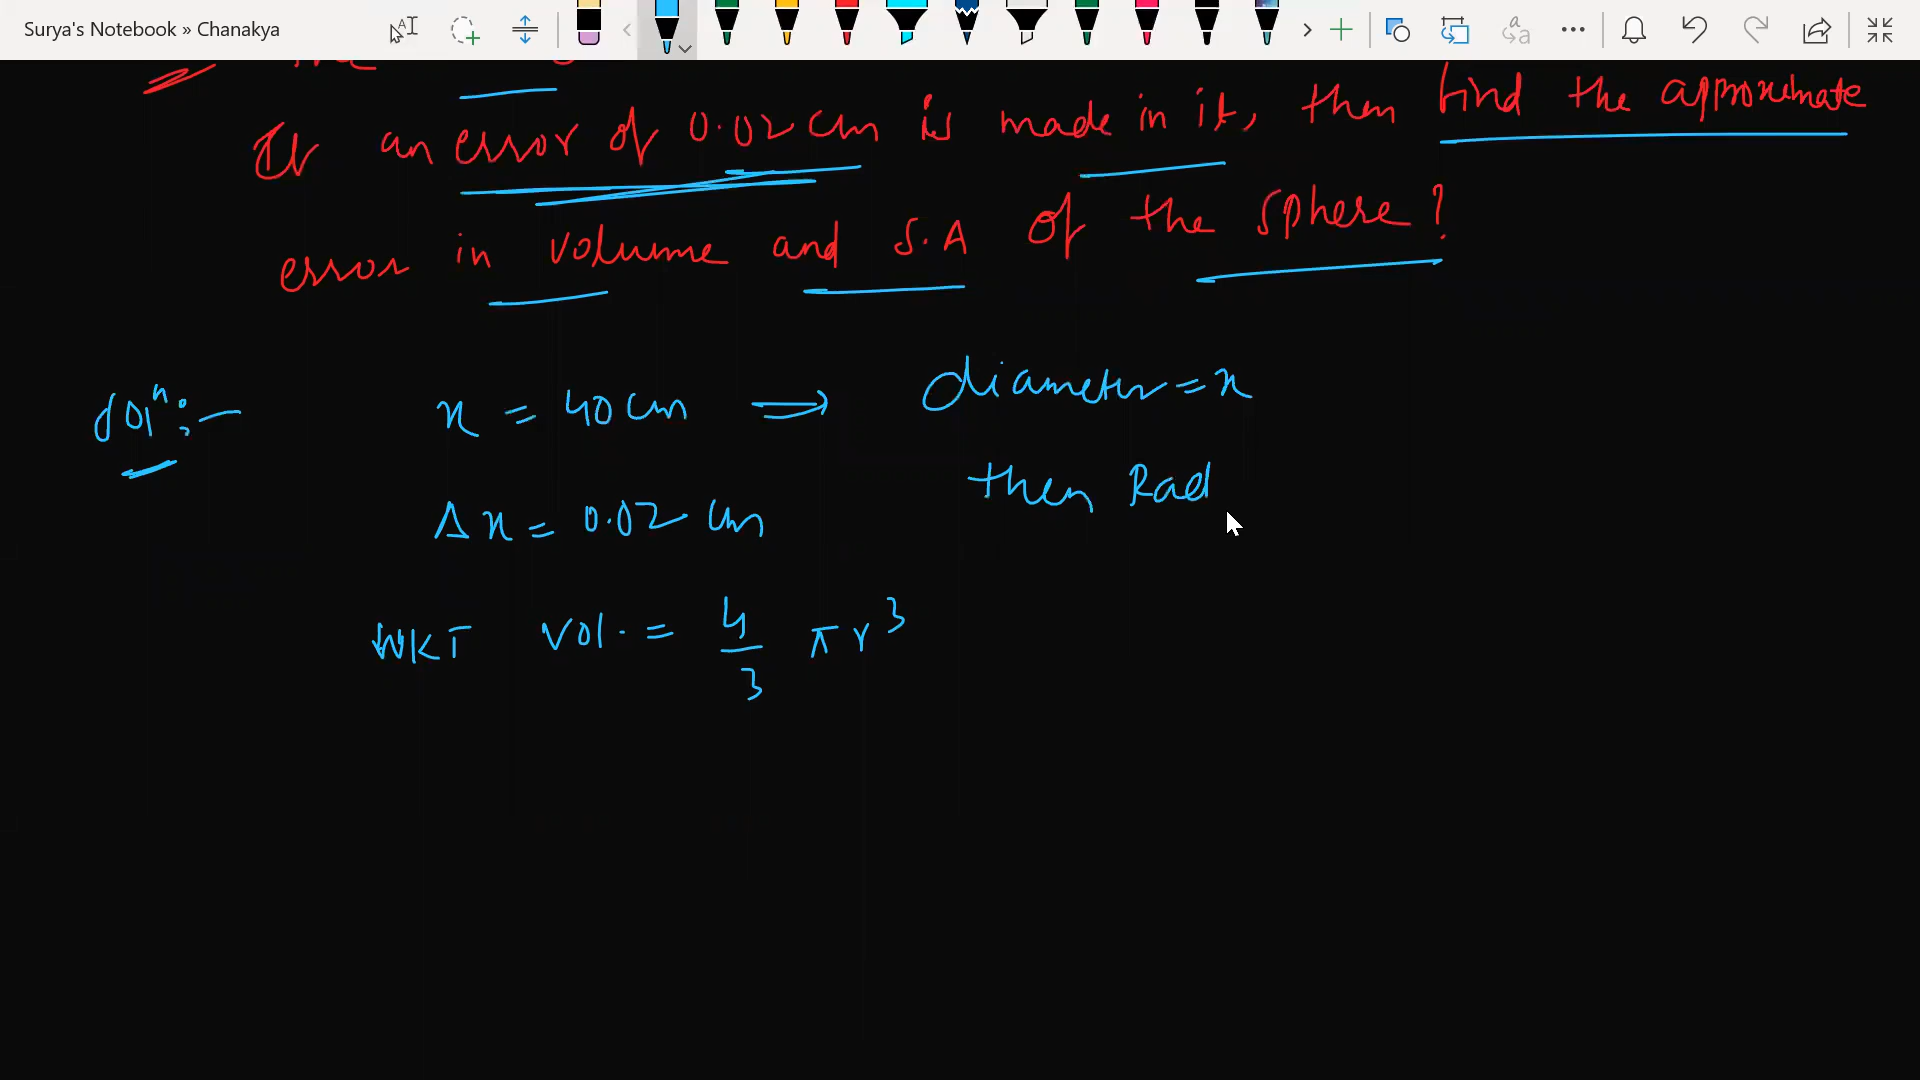 Surya's Notebook » Chanakya
If an error of 0.02 cm is made in it, then find the approximate
error in volume and S.A of the sphere?
Solⁿ:- x = 40 cm ⟹ diameter = x
then Rad
Δx = 0.02 cm
WKT Vol. = 4/3 πr³